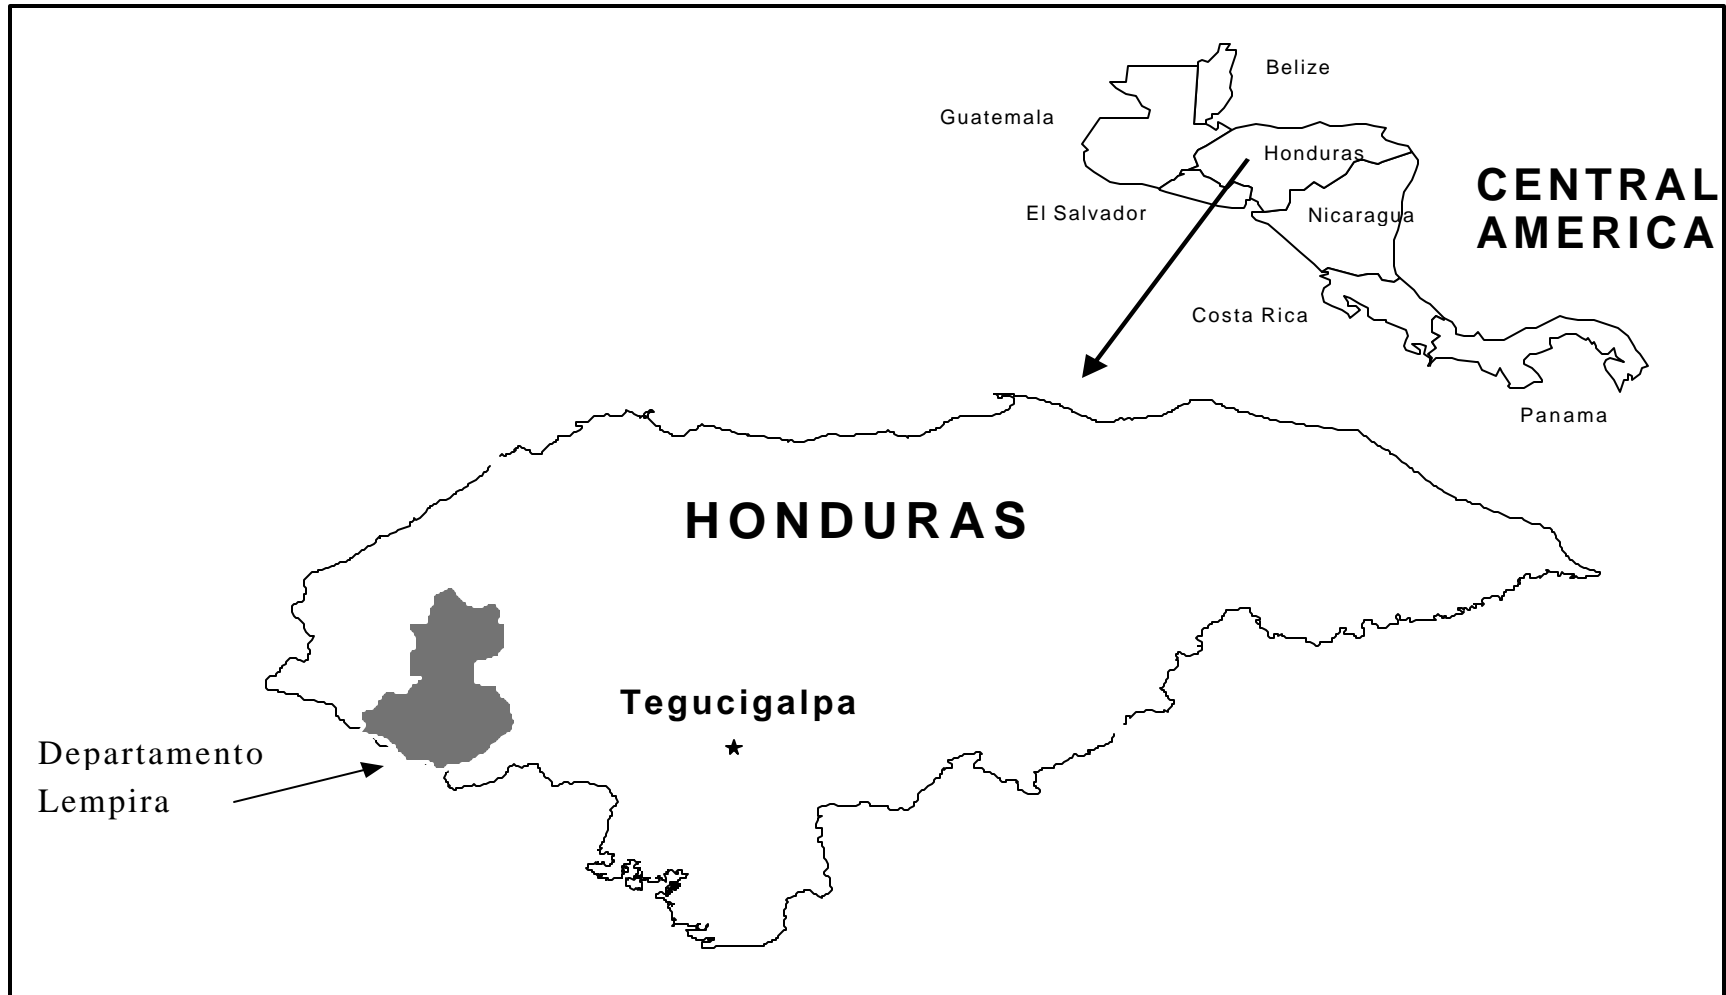 Belize
Guatemala
Honduras
CENTRAL
AMERICA
El Salvador
Nicaragua
Costa Rica
Panama
HONDURAS
Tegucigalpa
Departamento
Lempira